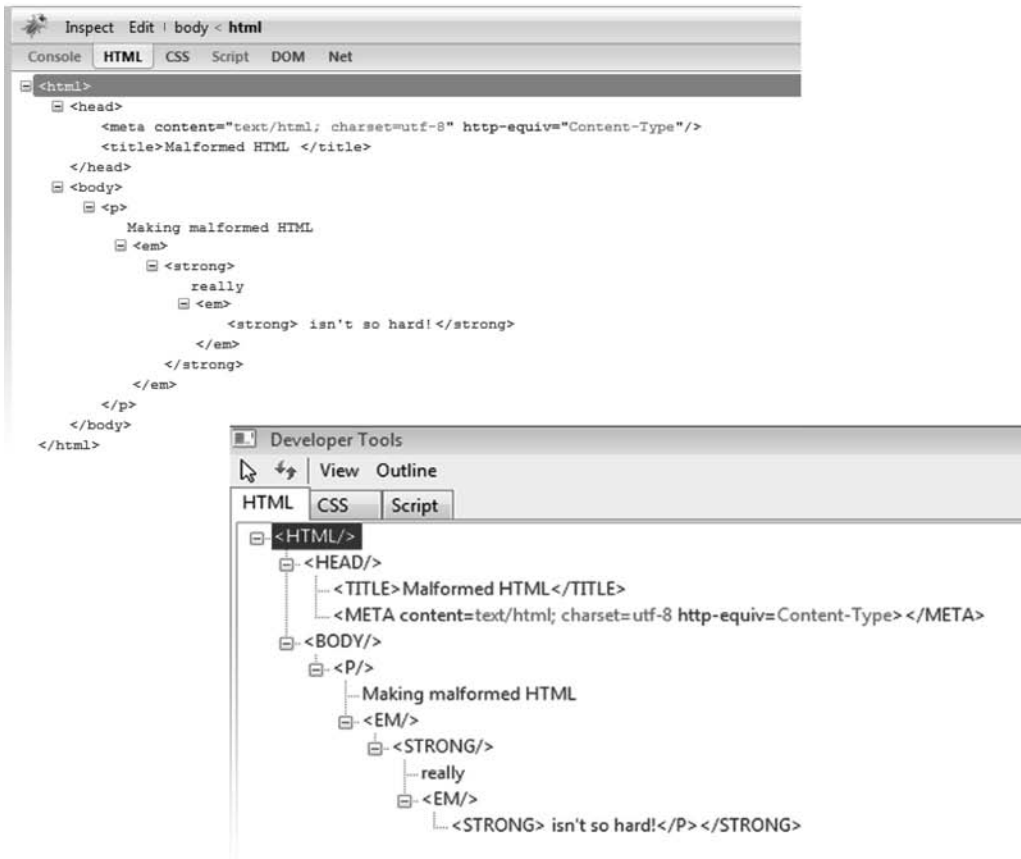 Inspect Edit | body < html
Console HTML CSS Script DOM Net
<html>
<head>
<meta content="text/html; charset=utf-8" http-equiv="Content-Type"/>
<title>Malformed HTML </title>
</head>
<body>
<p>
Making malformed HTML
<em>
<strong>
really
<em>
<strong> isn't so hard!</strong>
</em>
</strong>
</em>
</p>
</body>
</html>
Developer Tools
View Outline
HTML CSS Script
<HTML/>
<HEAD/>
<TITLE>Malformed HTML</TITLE>
<META content=text/html; charset=utf-8 http-equiv=Content-Type></META>
<BODY/>
<P/>
Making malformed HTML
<EM/>
<STRONG/>
really
<EM/>
<STRONG> isn't so hard!</P></STRONG>